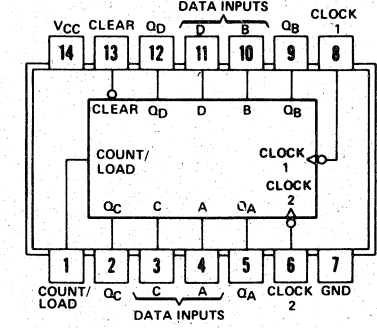 DATA INPUTS
CLOCK
VCC CLEAR QD D B QB 1
14 13 12 11 10 9 8
CLEAR QD D B QB
COUNT/
LOAD
CLOCK
1
CLOCK
2
QC C A QA
1 2 3 4 5 6 7
COUNT/ QC C A QA CLOCK GND
LOAD 2
DATA INPUTS